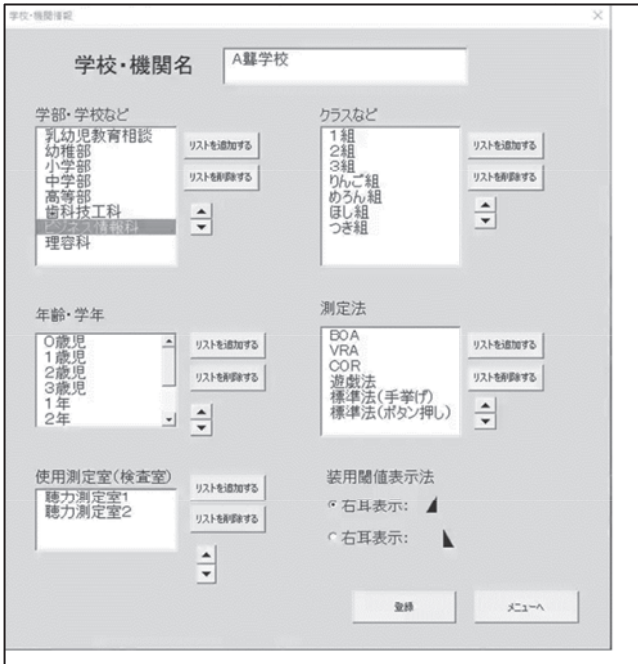 学校・機関情報
学校・機関名
A聾学校
学部・学校など
乳幼児教育相談
幼稚部
小学部
中学部
高等部
歯科技工科
ビジネス情報科
理容科
リストを追加する
リストを削除する
クラスなど
1組
2組
3組
りんご組
めろん組
ほし組
つき組
リストを追加する
リストを削除する
年齢・学年
0歳児
1歳児
2歳児
3歳児
1年
2年
リストを追加する
リストを削除する
測定法
BOA
VRA
COR
遊戯法
標準法(手挙げ)
標準法(ボタン押し)
リストを追加する
リストを削除する
使用測定室(検査室)
聴力測定室1
聴力測定室2
リストを追加する
リストを削除する
装用閾値表示法
右耳表示:
右耳表示:
登録
メニューへ